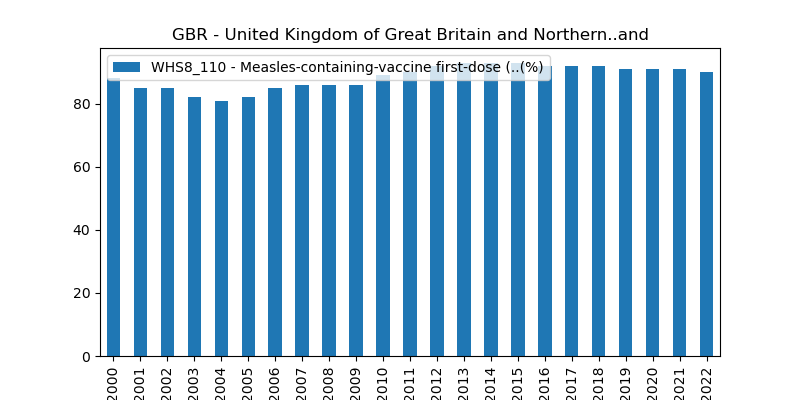 GBR - United Kingdom of Great Britain and Northern..and
WHS8_110 - Measles-containing-vaccine first-dose (..(%)
80
60
40
20
0
2000 2001 2002 2003 2004 2005 2006 2007 2008 2009 2010 2011 2012 2013 2014 2015 2016 2017 2018 2019 2020 2021 2022